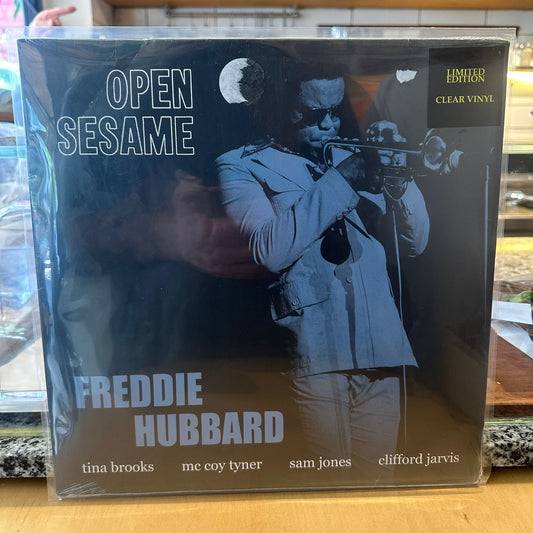 OPEN
SESAME
LIMITED
EDITION
CLEAR VINYL
FREDDIE
HUBBARD
tina brooks mc coy tyner sam jones clifford jarvis